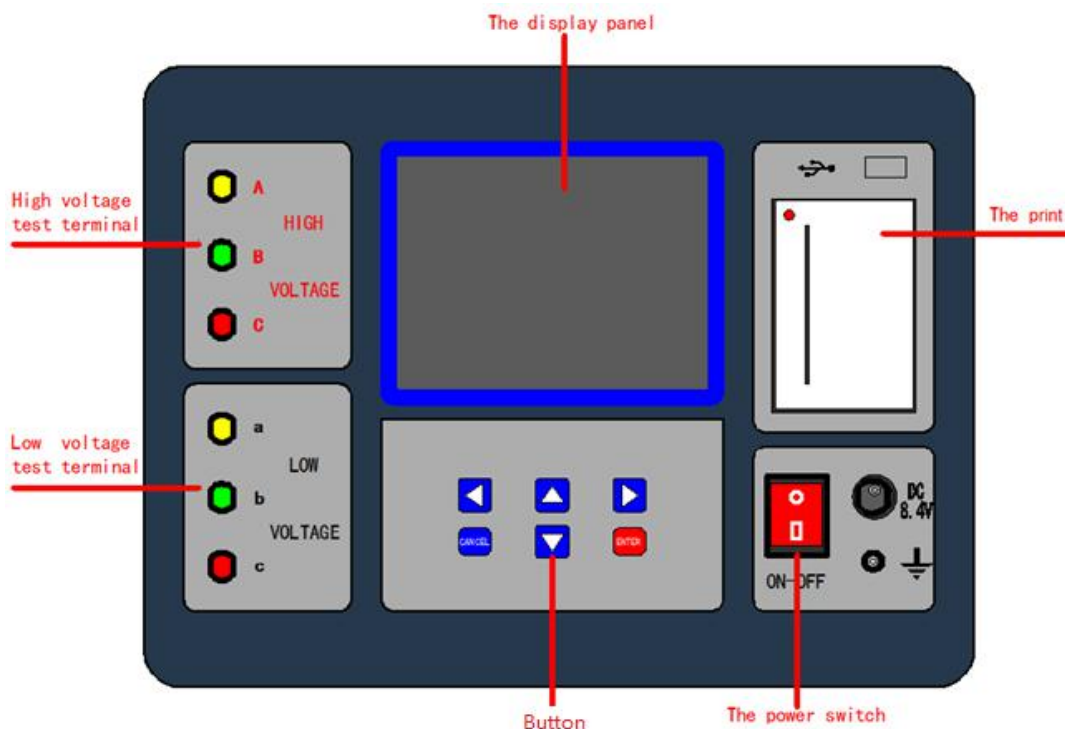 The display panel
High voltage
test terminal
A
HIGH
B
VOLTAGE
C
The print
Low voltage
test terminal
a
LOW
b
VOLTAGE
c
CANCEL
ENTER
DC
8.4V
ON-OFF
Button
The power switch